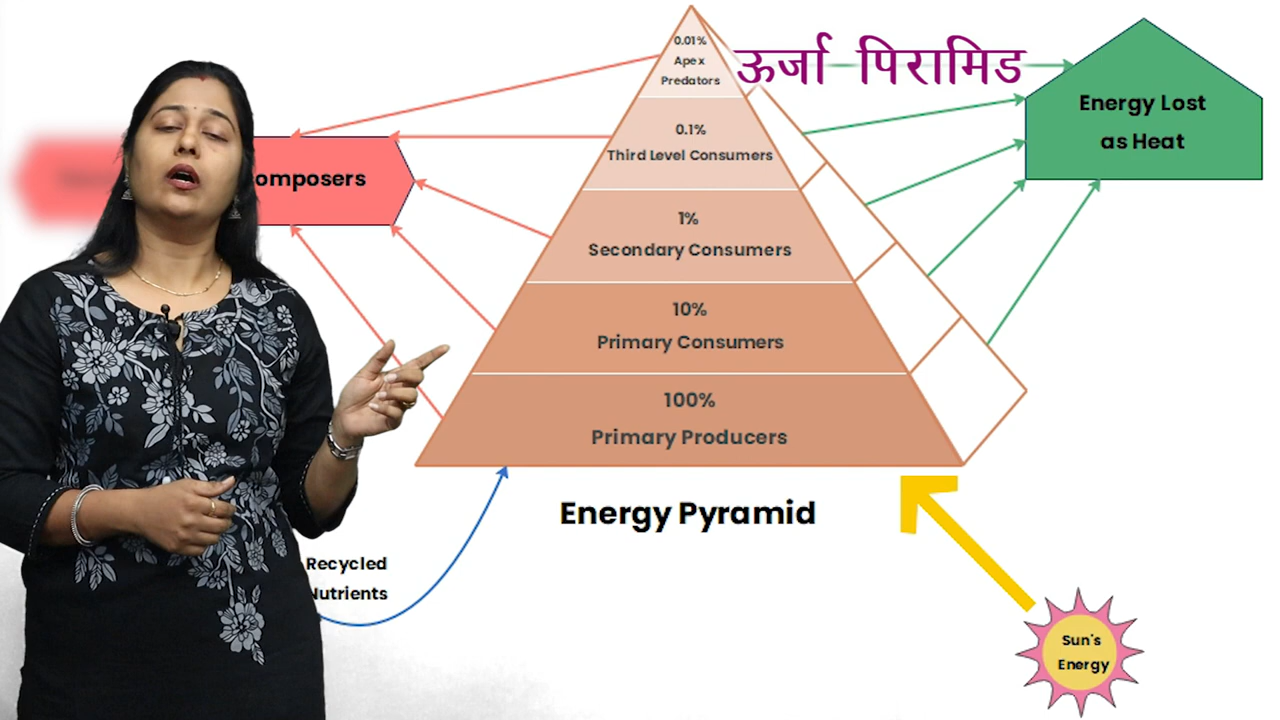 0.01%
Apex
Predators
ऊर्जा पिरामिड
Energy Lost
as Heat
0.1%
Third Level Consumers
omposers
1%
Secondary Consumers
10%
Primary Consumers
100%
Primary Producers
Energy Pyramid
Recycled
Nutrients
Sun's
Energy